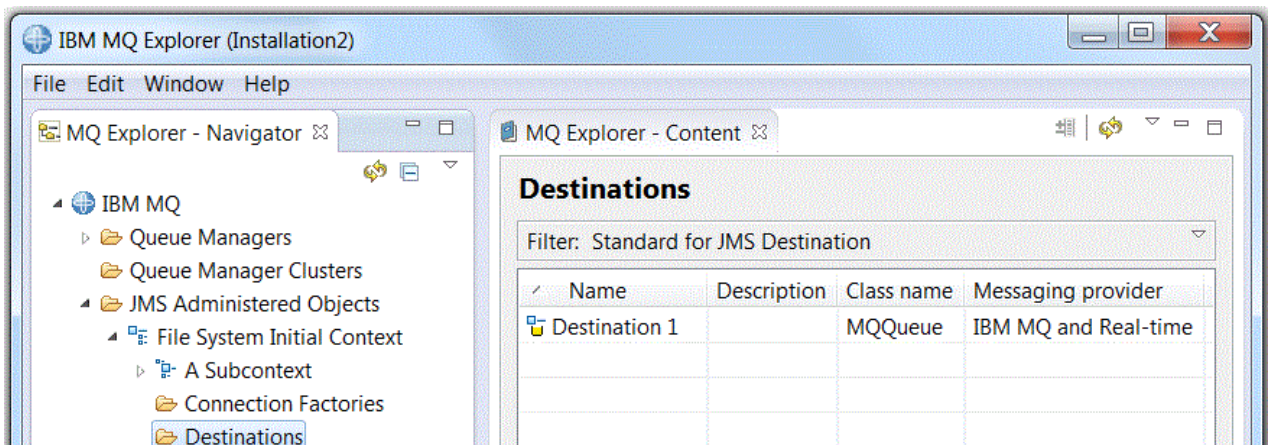 IBM MQ Explorer (Installation2)
File Edit Window Help
MQ Explorer - Navigator
IBM MQ
Queue Managers
Queue Manager Clusters
JMS Administered Objects
File System Initial Context
A Subcontext
Connection Factories
Destinations
MQ Explorer - Content
Destinations
Filter: Standard for JMS Destination
Name Description Class name Messaging provider
Destination 1 MQQueue IBM MQ and Real-time